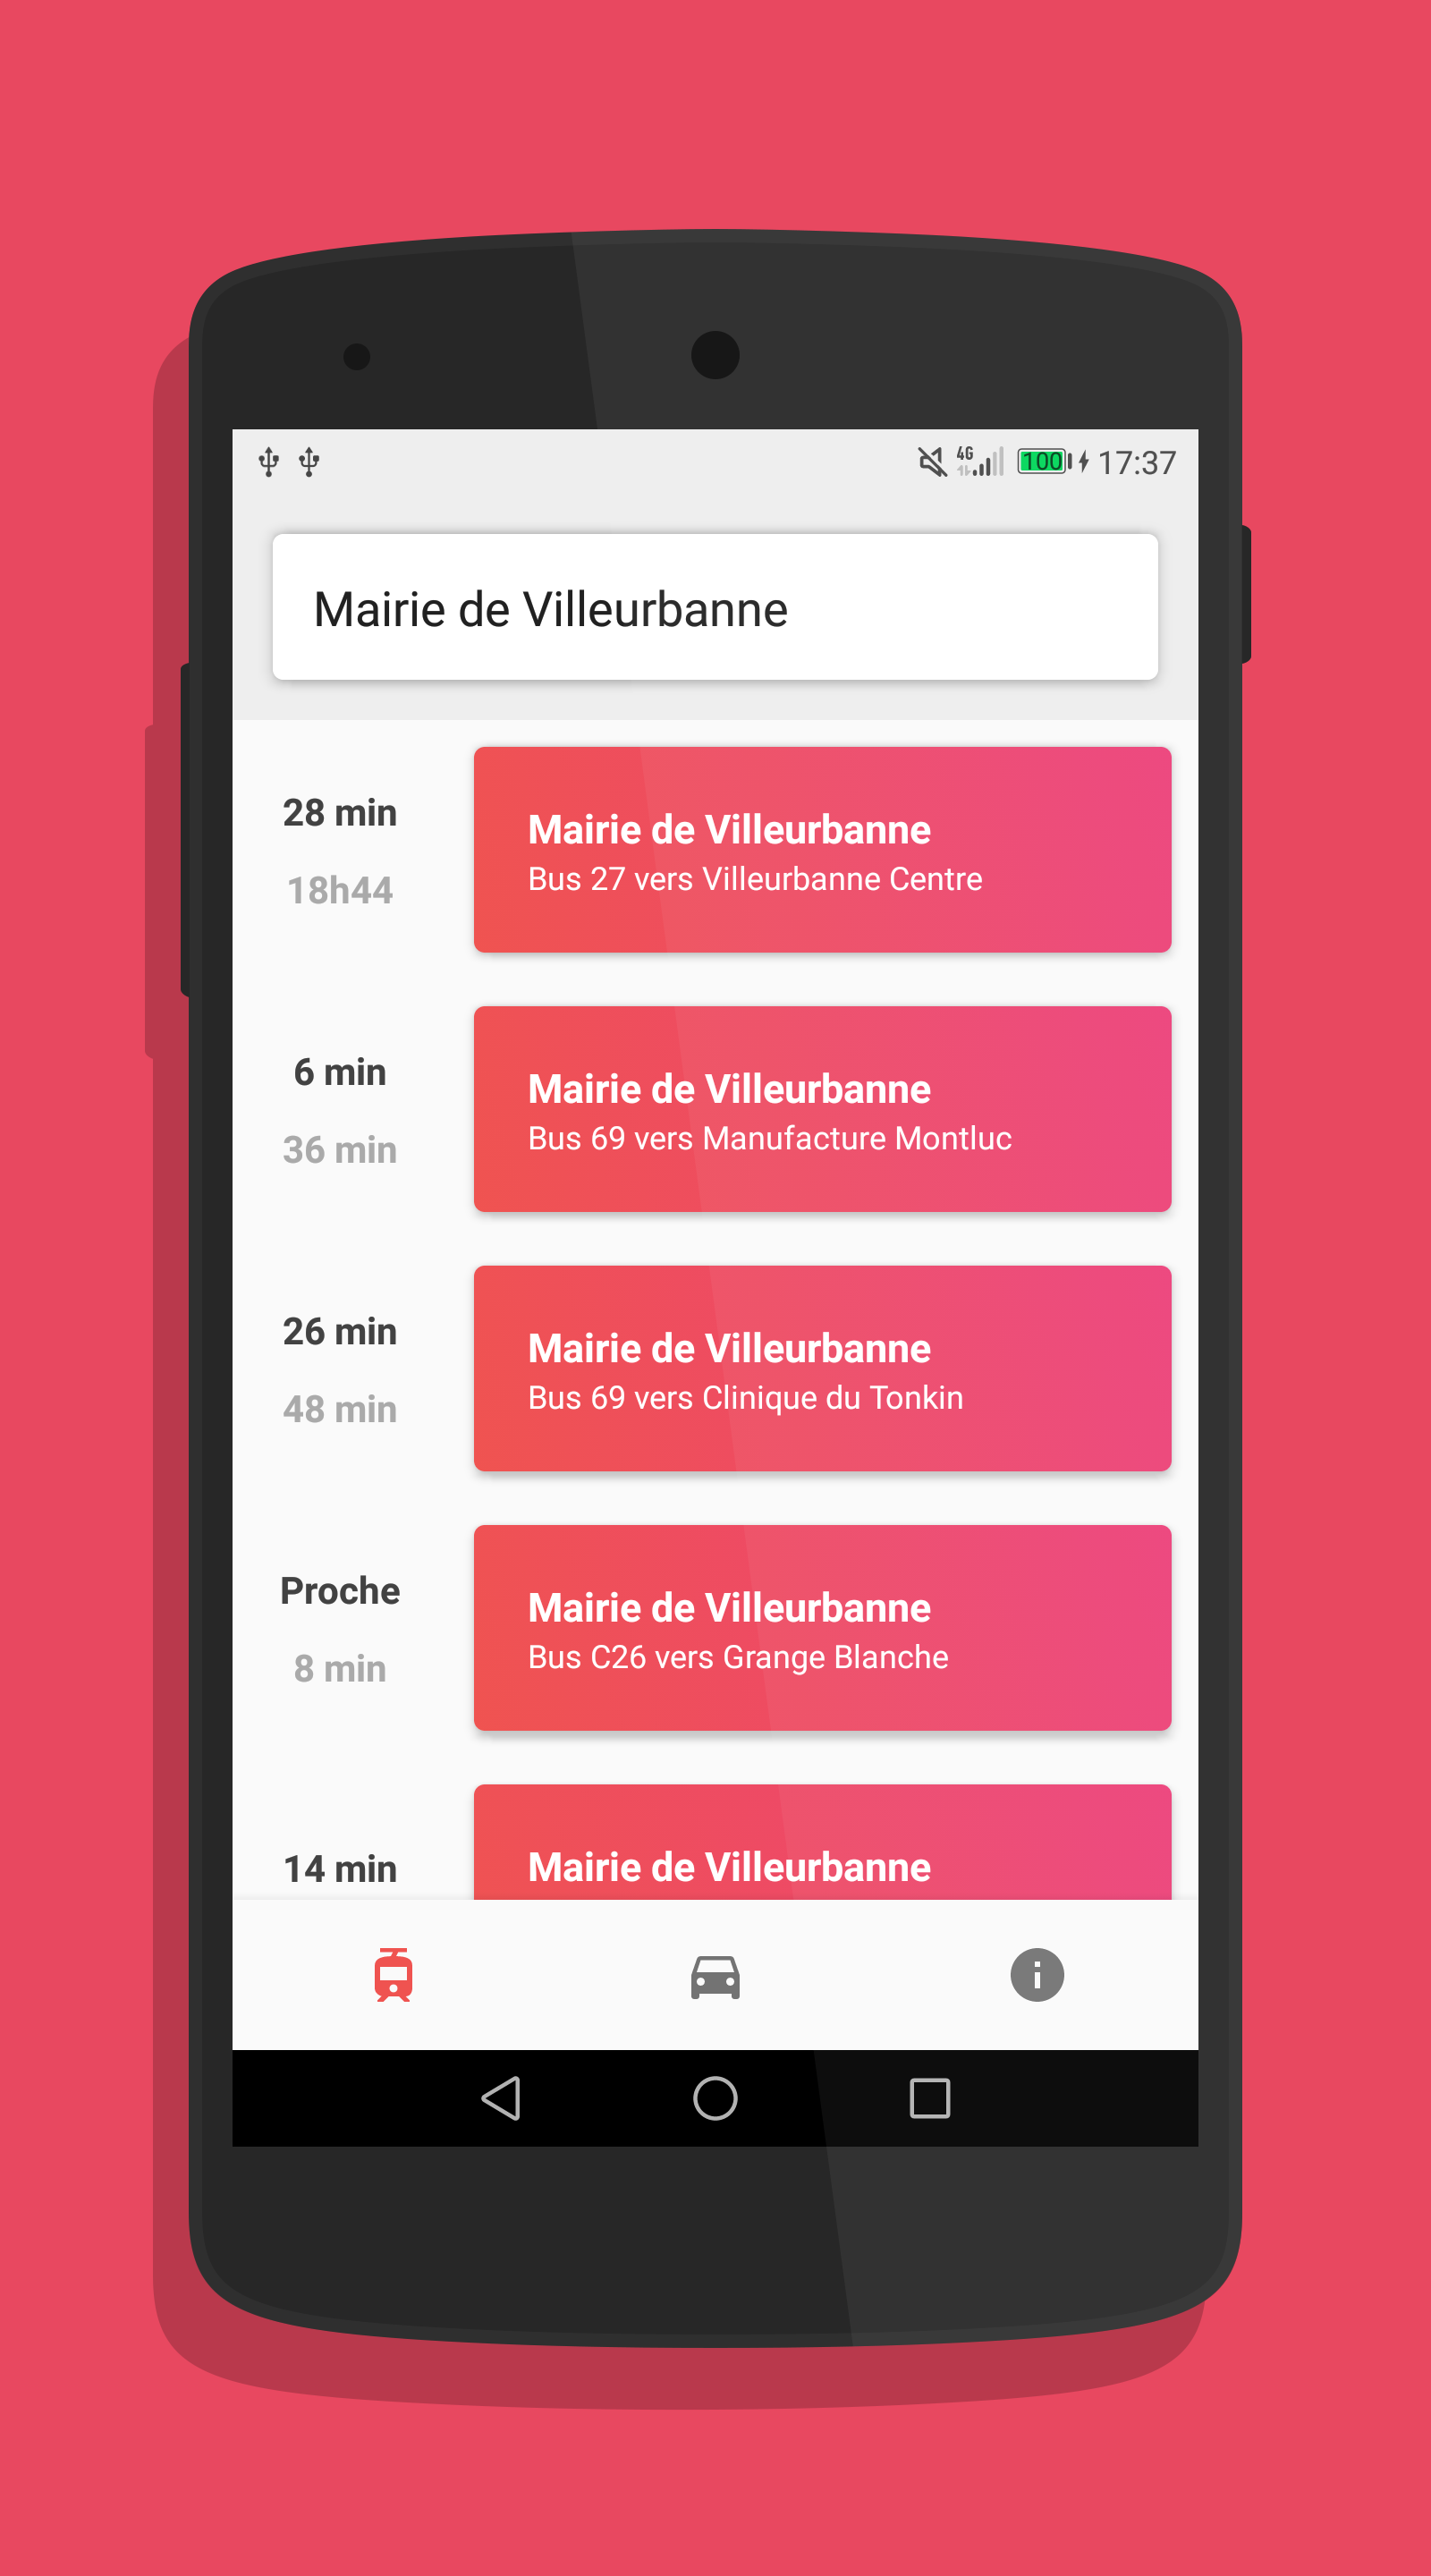 4G 100 17:37
Mairie de Villeurbanne
28 min
18h44
Mairie de Villeurbanne
Bus 27 vers Villeurbanne Centre
6 min
36 min
Mairie de Villeurbanne
Bus 69 vers Manufacture Montluc
26 min
48 min
Mairie de Villeurbanne
Bus 69 vers Clinique du Tonkin
Proche
8 min
Mairie de Villeurbanne
Bus C26 vers Grange Blanche
14 min
Mairie de Villeurbanne